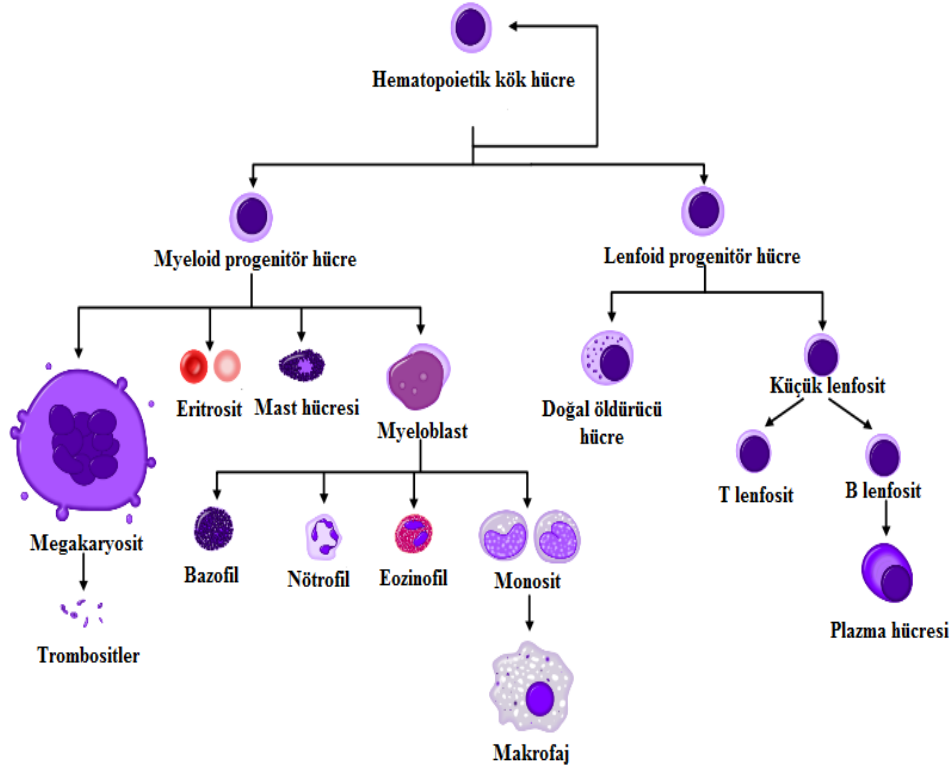 Hematopoietik kök hücre
Myeloid progenitör hücre
Lenfoid progenitör hücre
Eritrosit
Mast hücresi
Myeloblast
Doğal öldürücü
hücre
Küçük lenfosit
T lenfosit
B lenfosit
Megakaryosit
Bazofil
Nötrofil
Eozinofil
Monosit
Trombositler
Plazma hücresi
Makrofaj